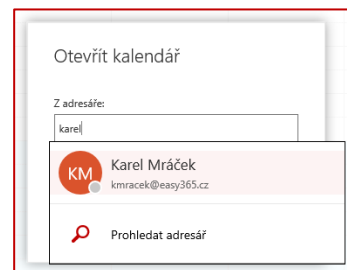 Otevřít kalendář
Z adresáře:
karel
KM
Karel Mráček
kmracek@easy365.cz
Prohledat adresář